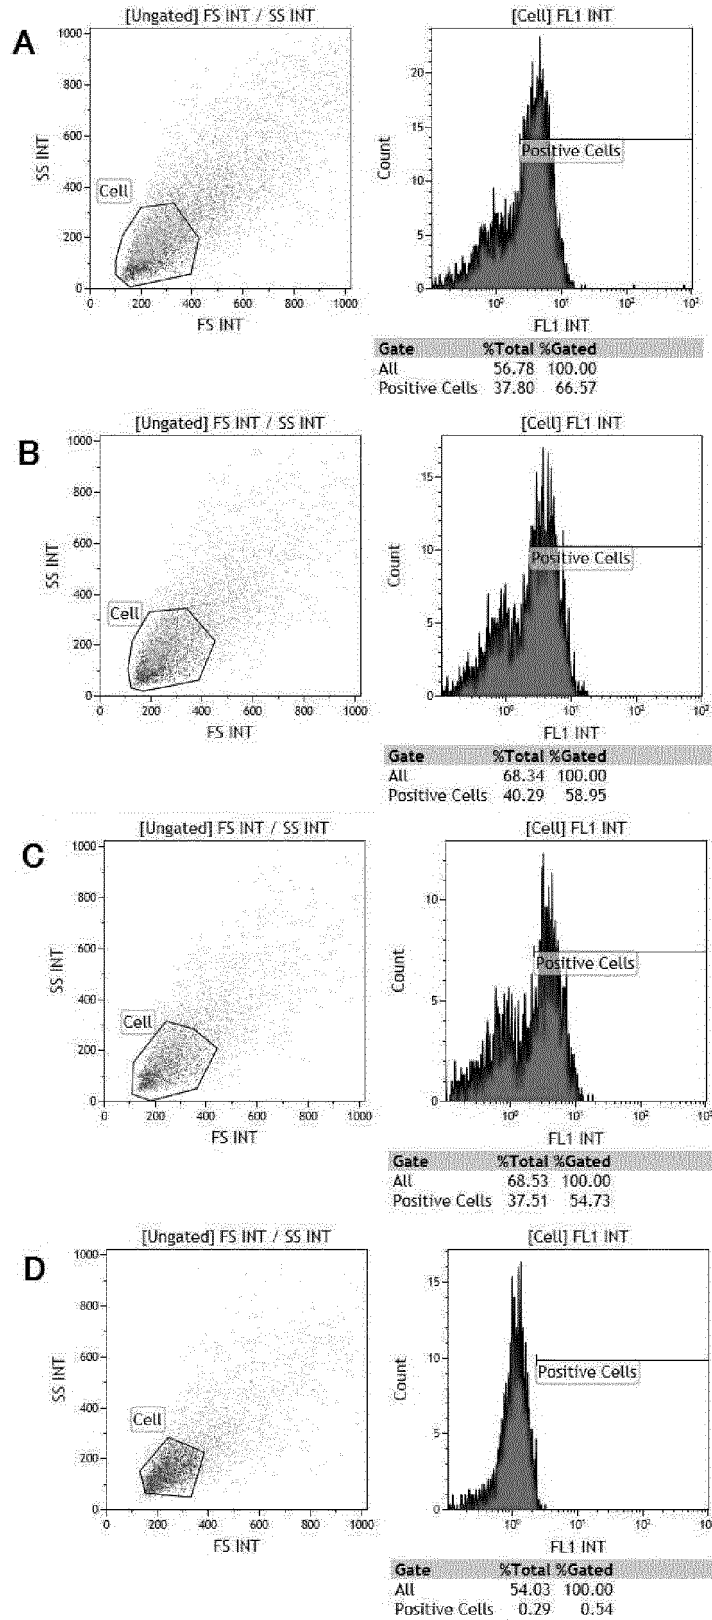 A
[Ungated] FS INT / SS INT
1000
800
600
400
200
0
SS INT
Cell
0 200 400 600 800 1000
FS INT
[Cell] FL1 INT
20
15
10
5
0
Count
Positive Cells
10⁰ 10¹ 10² 10³
FL1 INT
Gate %Total %Gated
All 56.78 100.00
Positive Cells 37.80 66.57
B
[Ungated] FS INT / SS INT
1000
800
600
400
200
0
SS INT
Cell
0 200 400 600 800 1000
FS INT
[Cell] FL1 INT
15
10
5
0
Count
Positive Cells
10⁰ 10¹ 10² 10³
FL1 INT
Gate %Total %Gated
All 68.34 100.00
Positive Cells 40.29 58.95
C
[Ungated] FS INT / SS INT
1000
800
600
400
200
0
SS INT
Cell
0 200 400 600 800 1000
FS INT
[Cell] FL1 INT
10
5
0
Count
Positive Cells
10⁰ 10¹ 10² 10³
FL1 INT
Gate %Total %Gated
All 68.53 100.00
Positive Cells 37.51 54.73
D
[Ungated] FS INT / SS INT
1000
800
600
400
200
0
SS INT
Cell
0 200 400 600 800 1000
FS INT
[Cell] FL1 INT
15
10
5
0
Count
Positive Cells
10⁰ 10¹ 10² 10³
FL1 INT
Gate %Total %Gated
All 54.03 100.00
Positive Cells 0.29 0.54